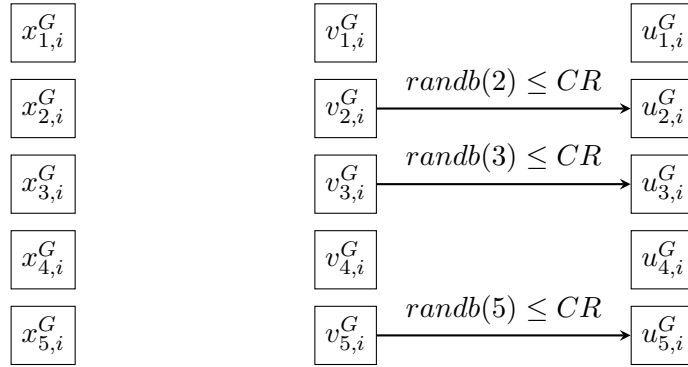 x_{1,i}^G v_{1,i}^G u_{1,i}^G
randb(2) ≤ CR
x_{2,i}^G v_{2,i}^G u_{2,i}^G
randb(3) ≤ CR
x_{3,i}^G v_{3,i}^G u_{3,i}^G
x_{4,i}^G v_{4,i}^G u_{4,i}^G
randb(5) ≤ CR
x_{5,i}^G v_{5,i}^G u_{5,i}^G